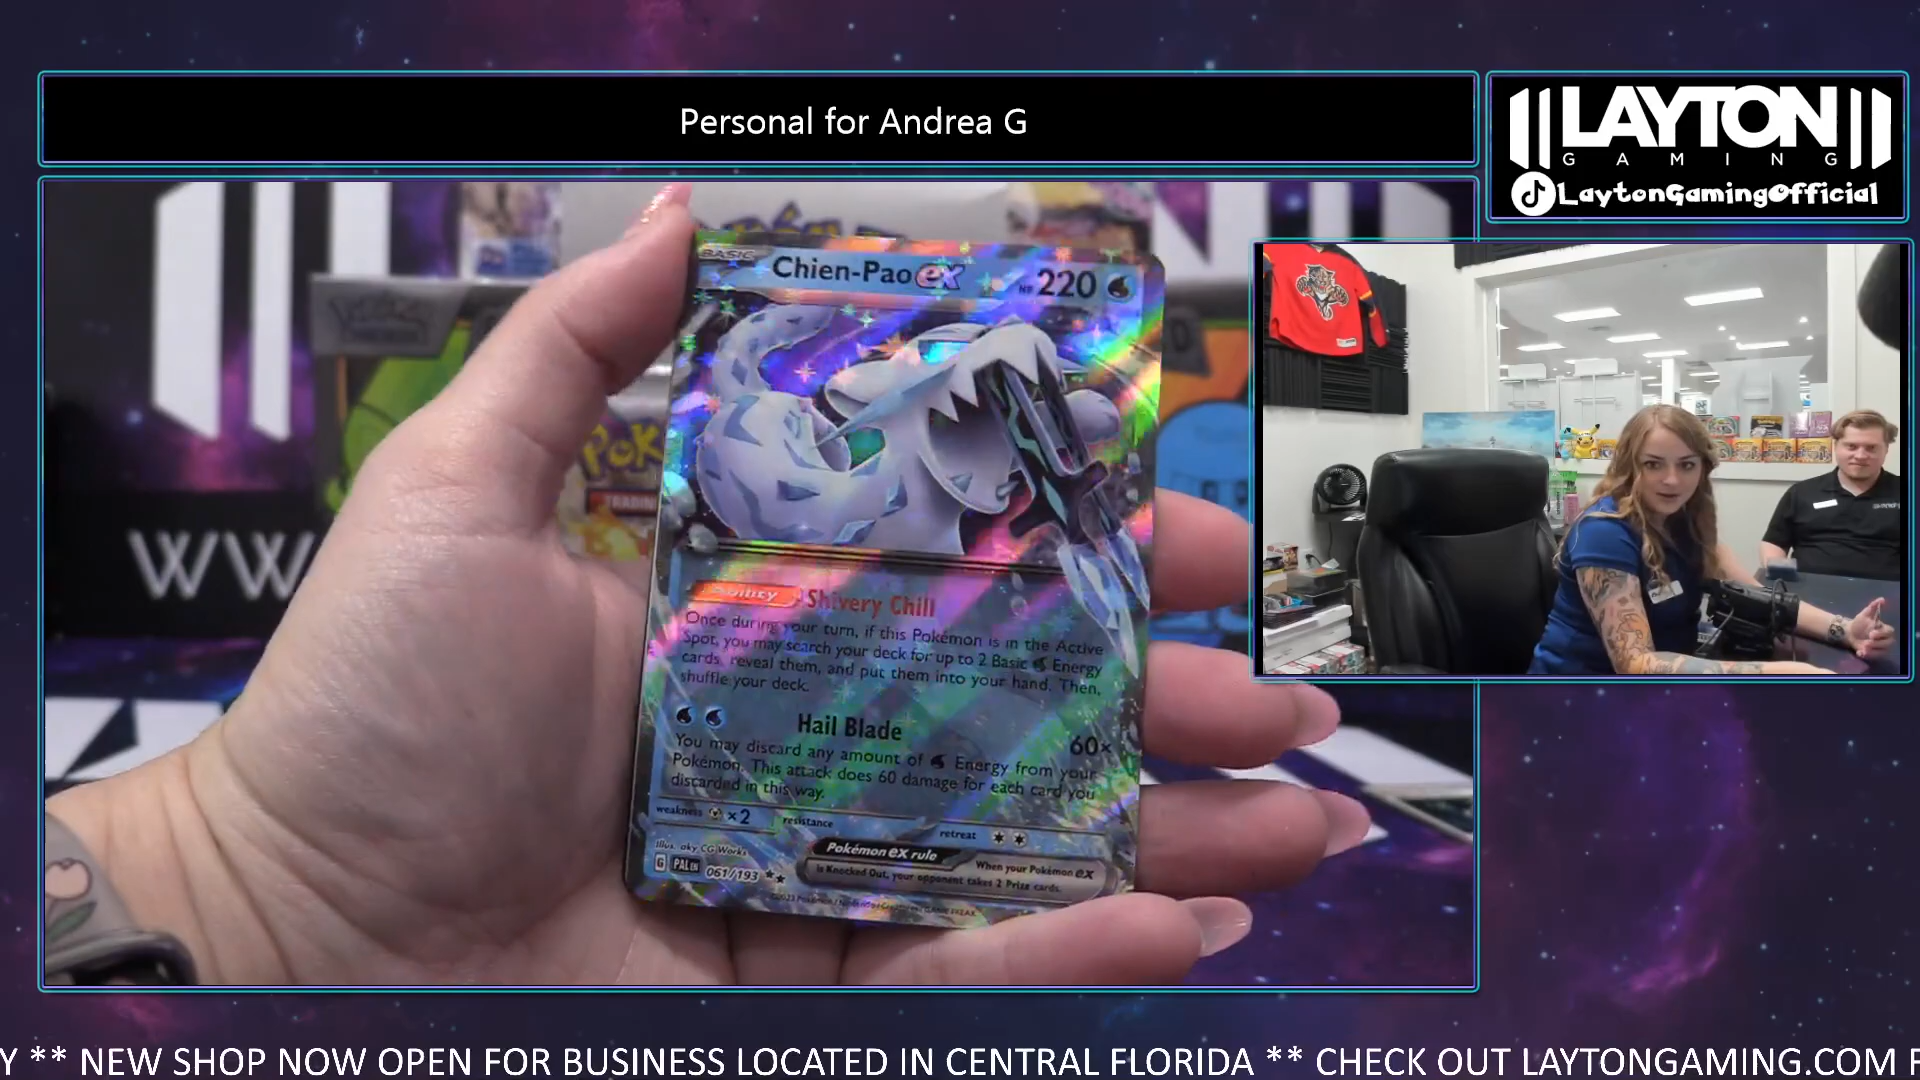 Personal for Andrea G
LAYTON
GAMING
LaytonGamingOfficial
BASIC
Chien-Pao ex
HP 220
Ability Shivery Chill
Once during your turn, if this Pokémon is in the Active
Spot, you may search your deck for up to 2 Basic Energy
cards, reveal them, and put them into your hand. Then,
shuffle your deck.
Hail Blade 60×
You may discard any amount of Energy from your
Pokémon. This attack does 60 damage for each card you
discarded in this way.
weakness ×2 resistance retreat
Illus. aky CG Works
Pokémon ex rule
When your Pokémon ex
is Knocked Out, your opponent takes 2 Prize cards.
G PAL EN 061/193
WW
Y ** NEW SHOP NOW OPEN FOR BUSINESS LOCATED IN CENTRAL FLORIDA ** CHECK OUT LAYTONGAMING.COM F